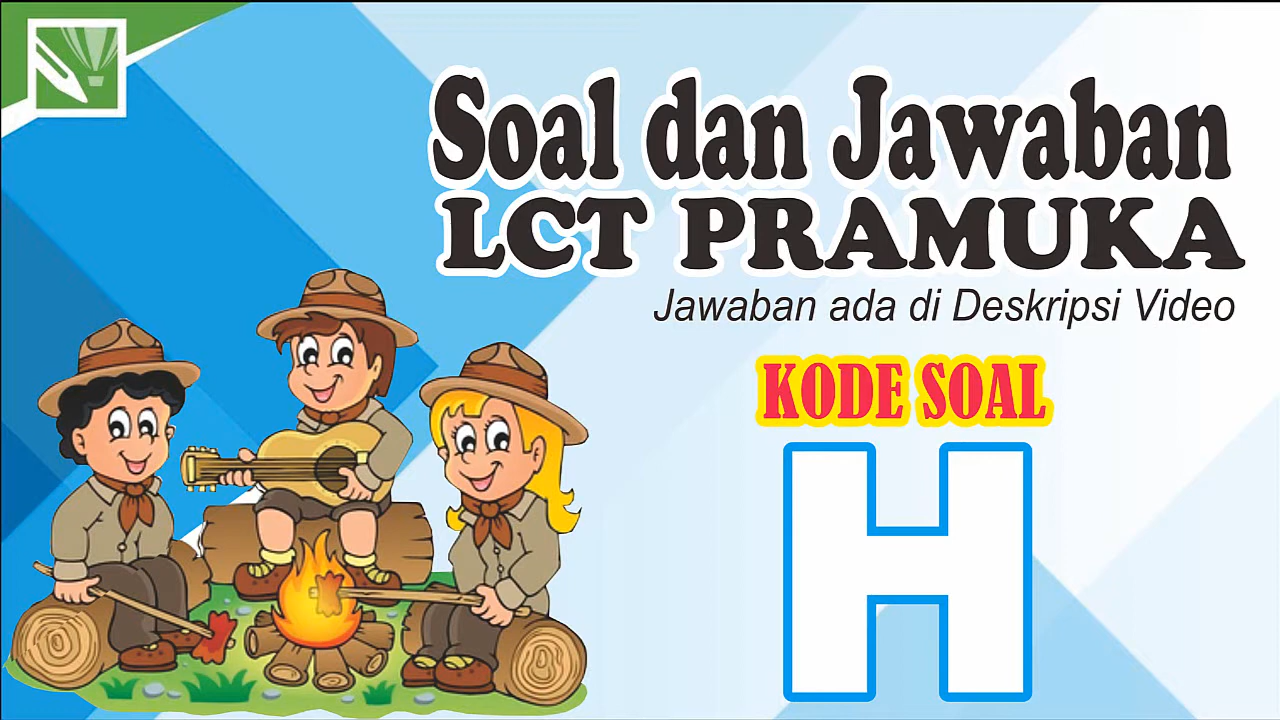 Soal dan Jawaban
LCT PRAMUKA
Jawaban ada di Deskripsi Video
KODE SOAL
H